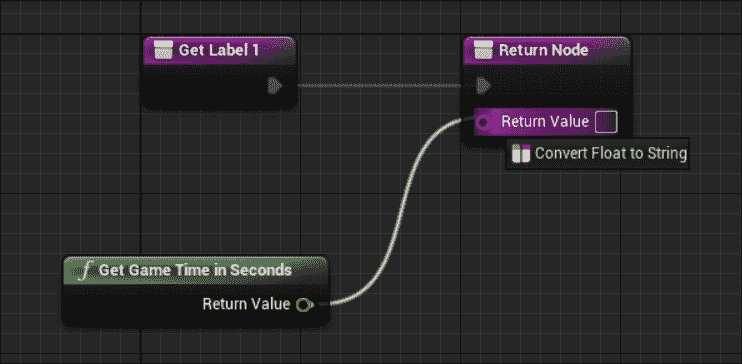 Get Label 1
Return Node
Return Value
Convert Float to String
f Get Game Time in Seconds
Return Value